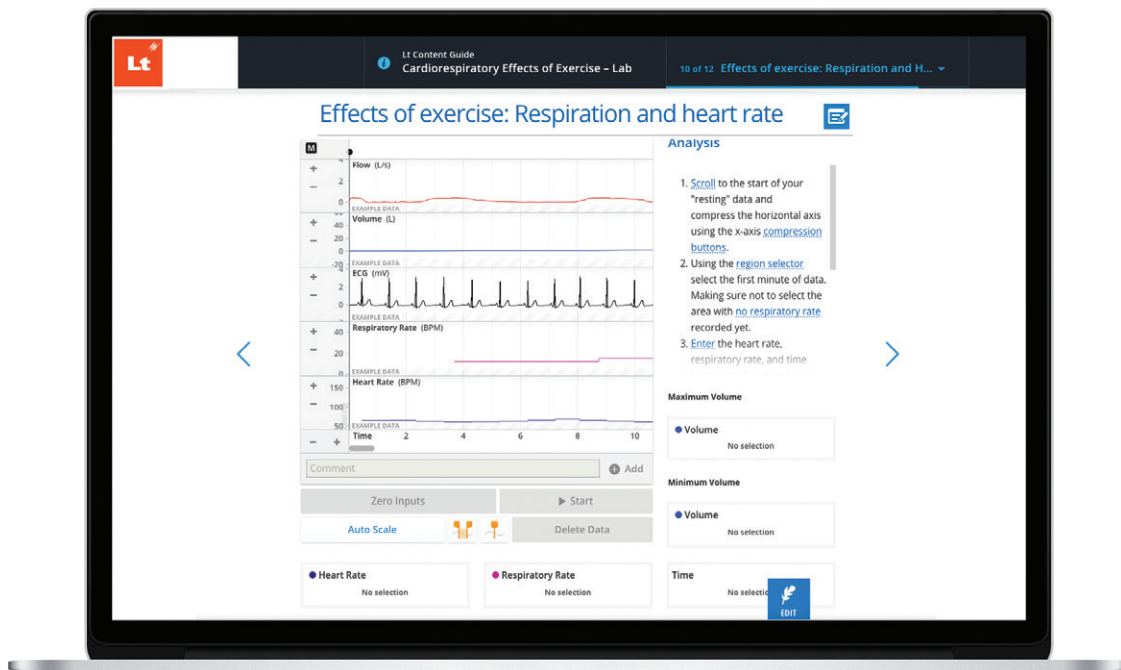 Lt
Lt Content Guide
Cardiorespiratory Effects of Exercise – Lab
10 of 12 Effects of exercise: Respiration and H...
Effects of exercise: Respiration and heart rate
M
Flow (L/s)
2
0
EXAMPLE DATA
Volume (L)
40
20
0
-20
EXAMPLE DATA
ECG (mV)
2
0
EXAMPLE DATA
Respiratory Rate (BPM)
40
20
0
EXAMPLE DATA
Heart Rate (BPM)
150
100
50
EXAMPLE DATA
Time 2 4 6 8 10
Comment
Add
Zero Inputs
Start
Auto Scale
Delete Data
Heart Rate
No selection
Respiratory Rate
No selection
Analysis
1. Scroll to the start of your
"resting" data and
compress the horizontal axis
using the x-axis compression
buttons.
2. Using the region selector
select the first minute of data.
Making sure not to select the
area with no respiratory rate
recorded yet.
3. Enter the heart rate,
respiratory rate, and time
Maximum Volume
Volume
No selection
Minimum Volume
Volume
No selection
Time
No selectio
EDIT